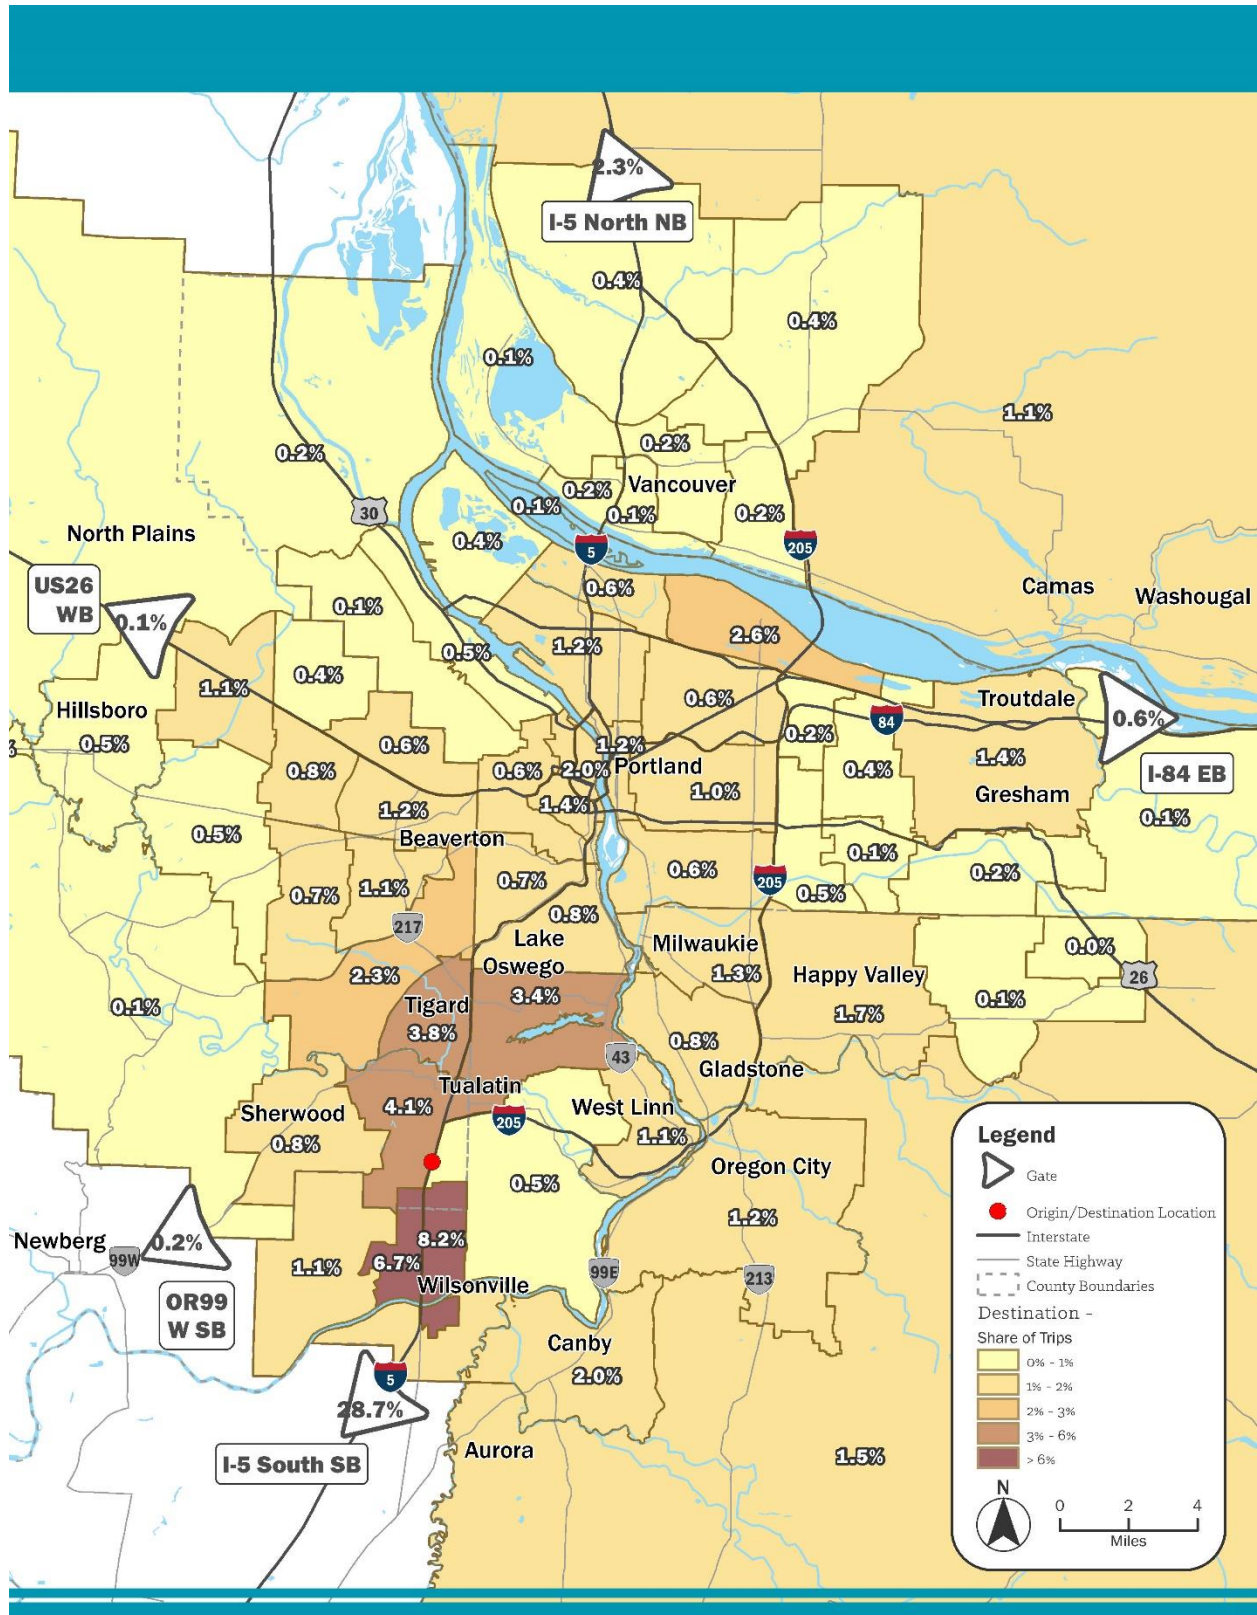 2.3%
I-5 North NB
0.4%
0.4%
0.1%
1.1%
0.2%
0.2%
0.2%
Vancouver
0.1%
0.1%
0.2%
30
0.4%
5
205
North Plains
US26
WB
0.1%
0.1%
0.6%
Camas
Washougal
0.5%
1.2%
2.6%
0.4%
1.1%
0.6%
Troutdale
0.6%
Hillsboro
0.5%
0.6%
1.2%
84
0.2%
1.4%
I-84 EB
0.8%
0.6%
2.0%
Portland
0.4%
1.0%
Gresham
1.2%
1.4%
0.1%
0.5%
Beaverton
0.1%
0.7%
1.1%
0.7%
0.6%
205
0.5%
0.2%
217
0.8%
Lake
Oswego
Milwaukie
0.0%
2.3%
1.3%
Happy Valley
26
0.1%
Tigard
3.4%
1.7%
0.1%
3.8%
43
0.8%
Gladstone
Tualatin
Sherwood
4.1%
205
West Linn
0.8%
1.1%
Oregon City
0.5%
1.2%
Newberg
99W
0.2%
1.1%
6.7%
8.2%
Wilsonville
99E
213
OR99
W SB
Canby
2.0%
5
28.7%
I-5 South SB
Aurora
1.5%
Legend
Gate
Origin/Destination Location
Interstate
State Highway
County Boundaries
Destination -
Share of Trips
0% - 1%
1% - 2%
2% - 3%
3% - 6%
> 6%
N
0 2 4
Miles